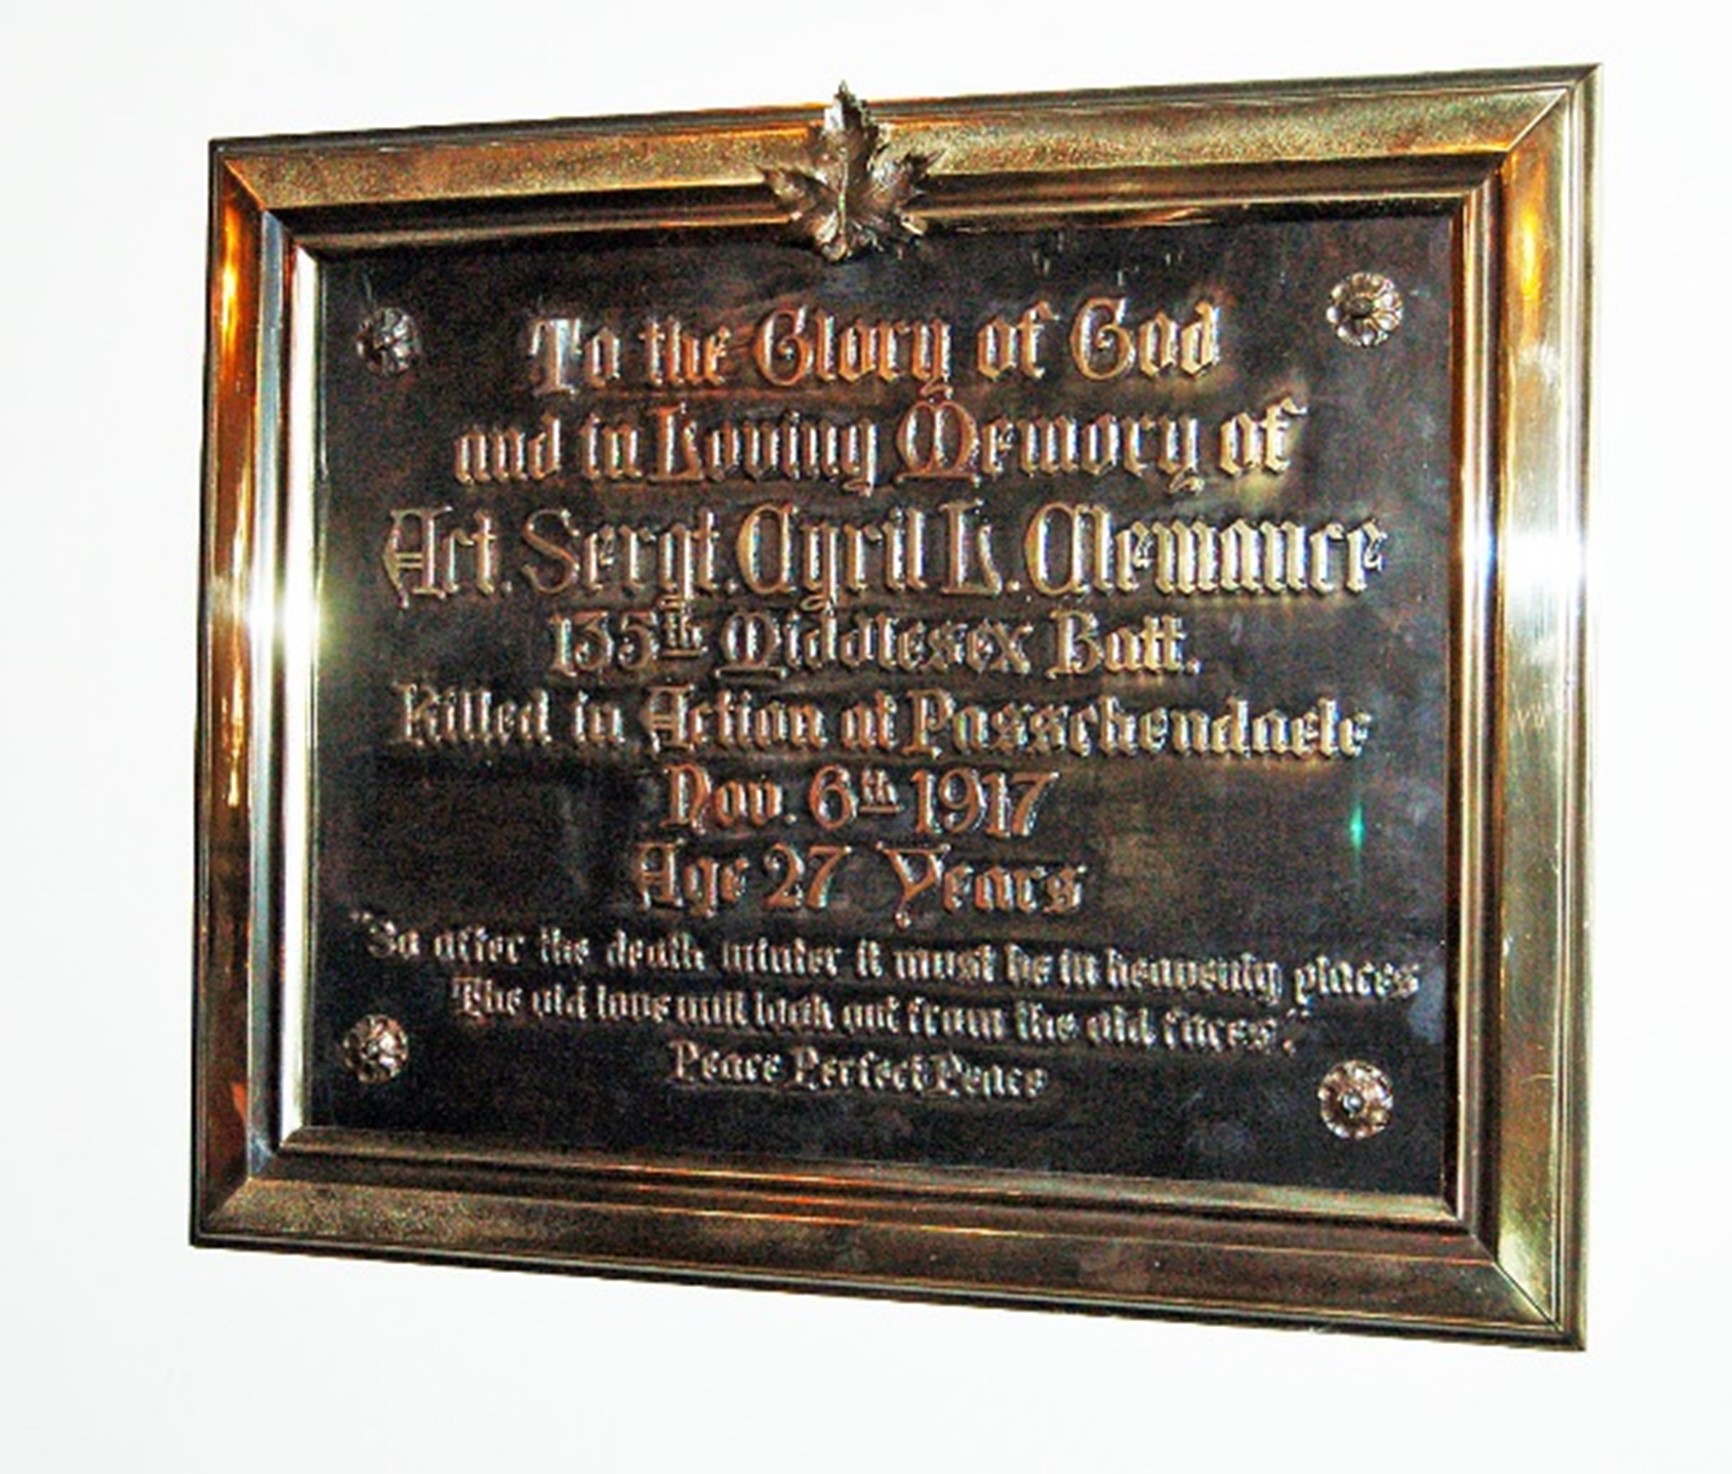 To the Glory of God
and in Loving Memory of
Act. Sergt. Cyril L. Clemance
135th Middlesex Batt.
Killed in Action at Passchendaele
Nov. 6th 1917
Age 27 Years
"So after the death winter it must be in heavenly places
The old love will look out from the old faces."
Peace Perfect Peace